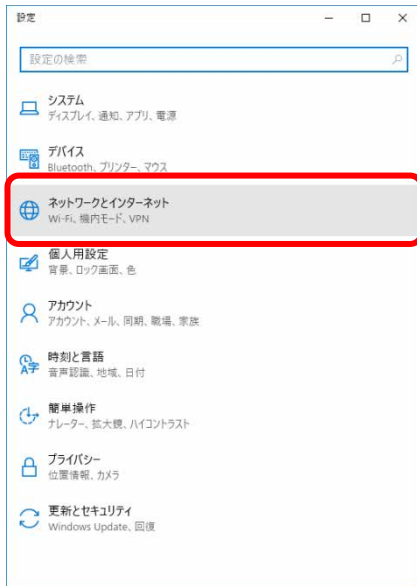 設定
設定の検索
システム
ディスプレイ、通知、アプリ、電源
デバイス
Bluetooth、プリンター、マウス
ネットワークとインターネット
Wi-Fi、機内モード、VPN
個人用設定
背景、ロック画面、色
アカウント
アカウント、メール、同期、職場、家族
時刻と言語
音声認識、地域、日付
簡単操作
ナレーター、拡大鏡、ハイコントラスト
プライバシー
位置情報、カメラ
更新とセキュリティ
Windows Update、回復